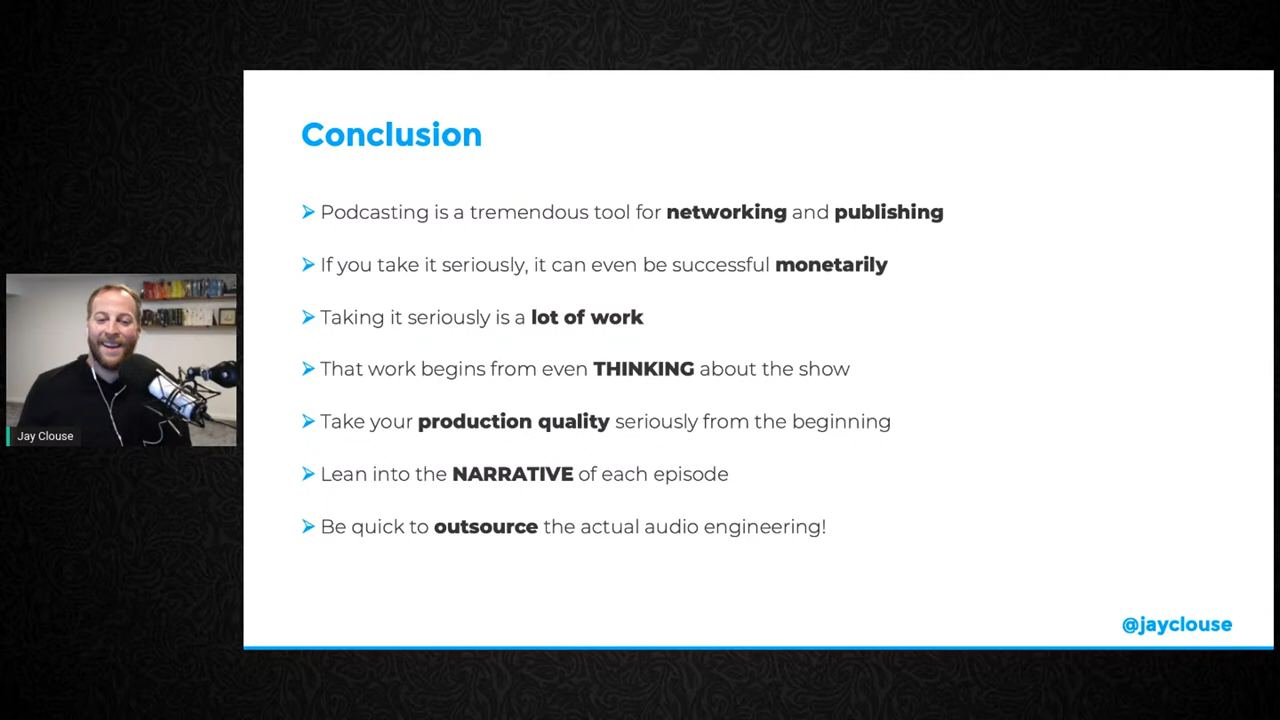 Conclusion
Podcasting is a tremendous tool for networking and publishing
If you take it seriously, it can even be successful monetarily
Taking it seriously is a lot of work
That work begins from even THINKING about the show
Take your production quality seriously from the beginning
Lean into the NARRATIVE of each episode
Be quick to outsource the actual audio engineering!
@jayclouse
Jay Clouse